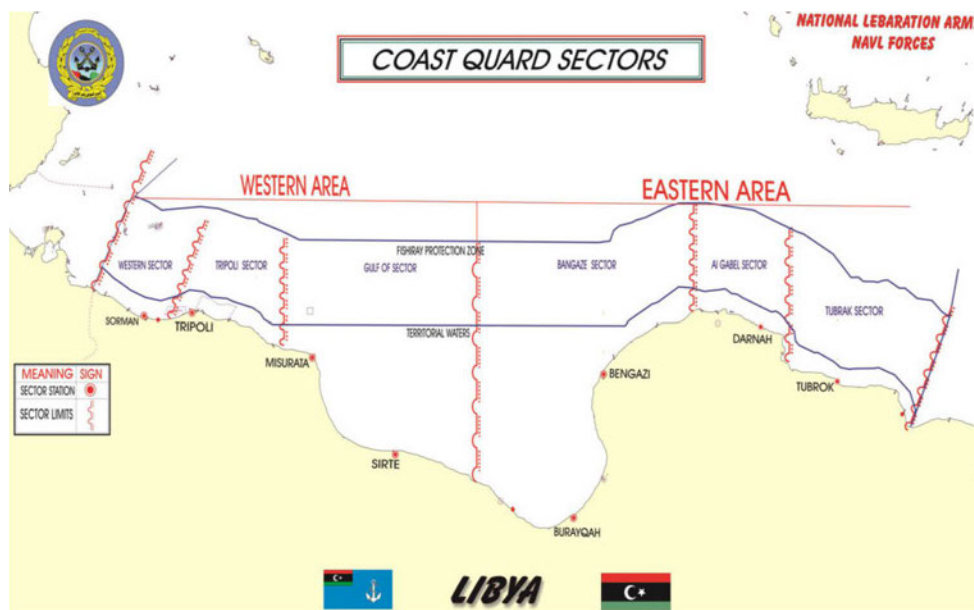 NATIONAL LEBARATION ARM
NAVL FORCES
COAST QUARD SECTORS
WESTERN AREA
EASTERN AREA
FISHIRAY PROTECTION ZONE
WESTERN SECTOR
TRIPOLI SECTOR
GULF OF SECTOR
BANGAZE SECTOR
Al GABEL SECTOR
TUBRAK SECTOR
TERRITORIAL WATERS
SORMAN
TRIPOLI
MISURATA
DARNAH
BENGAZI
TUBROK
MEANING SIGN
SECTOR STATION
SECTOR LIMITS
SIRTE
BURAYQAH
LIBYA